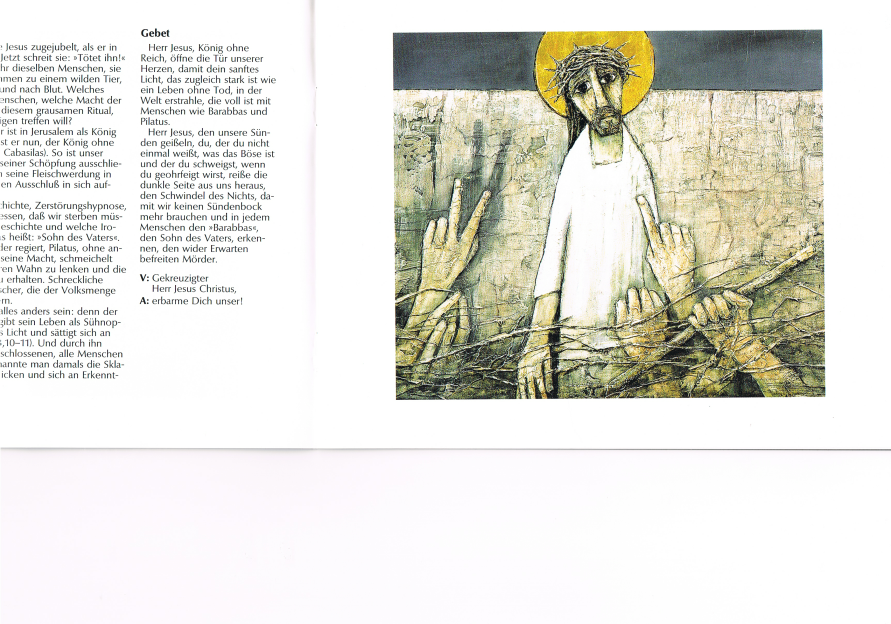 Jesus zugejubelt, als er in
Jetzt schreit sie: »Tötet ihn!«
hr dieselben Menschen, sie
men zu einem wilden Tier,
und nach Blut. Welches
enschen, welche Macht der
diesem grausamen Ritual,
igen treffen will?
r ist in Jerusalem als König
st er nun, der König ohne
Cabasilas). So ist unser
seiner Schöpfung ausschlie-
seine Fleischwerdung in
en Ausschluß in sich auf-
hichte, Zerstörungshypnose,
essen, daß wir sterben müs-
eschichte und welche Iro-
s heißt: »Sohn des Vaters«.
ler regiert, Pilatus, ohne an-
seine Macht, schmeichelt
en Wahn zu lenken und die
u erhalten. Schreckliche
scher, die der Volksmenge
m.
alles anders sein: denn der
gibt sein Leben als Sühnop-
s Licht und sättigt sich an
,10–11). Und durch ihn
schlossenen, alle Menschen
nannte man damals die Skla-
icken und sich an Erkennt-
Gebet
Herr Jesus, König ohne
Reich, öffne die Tür unserer
Herzen, damit dein sanftes
Licht, das zugleich stark ist wie
ein Leben ohne Tod, in der
Welt erstrahle, die voll ist mit
Menschen wie Barabbas und
Pilatus.
Herr Jesus, den unsere Sün-
den geißeln, du, der du nicht
einmal weißt, was das Böse ist
und der du schweigst, wenn
du geohrfeigt wirst, reiße die
dunkle Seite aus uns heraus,
den Schwindel des Nichts, da-
mit wir keinen Sündenbock
mehr brauchen und in jedem
Menschen den »Barabbas«,
den Sohn des Vaters, erken-
nen, den wider Erwarten
befreiten Mörder.
V: Gekreuzigter
Herr Jesus Christus,
A: erbarme Dich unser!